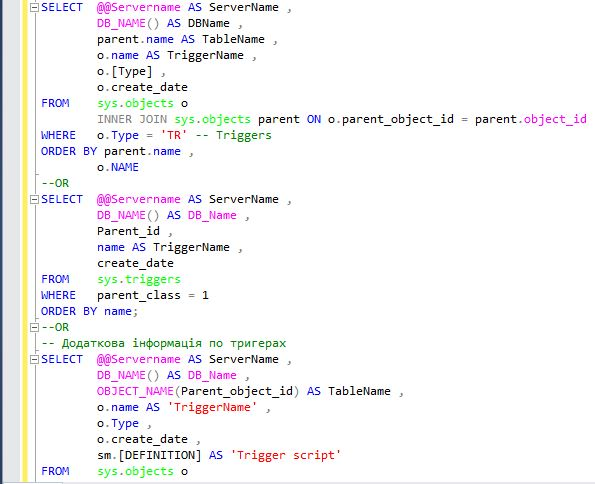 SELECT  @@Servername AS ServerName ,
        DB_NAME() AS DBName ,
        parent.name AS TableName ,
        o.name AS TriggerName ,
        o.[Type] ,
        o.create_date
FROM    sys.objects o
        INNER JOIN sys.objects parent ON o.parent_object_id = parent.object_id
WHERE   o.Type = 'TR' -- Triggers
ORDER BY parent.name ,
        o.NAME
--OR
SELECT  @@Servername AS ServerName ,
        DB_NAME() AS DB_Name ,
        Parent_id ,
        name AS TriggerName ,
        create_date
FROM    sys.triggers
WHERE   parent_class = 1
ORDER BY name;
--OR
-- Додаткова інформація по тригерах
SELECT  @@Servername AS ServerName ,
        DB_NAME() AS DB_Name ,
        OBJECT_NAME(Parent_object_id) AS TableName ,
        o.name AS 'TriggerName' ,
        o.Type ,
        o.create_date ,
        sm.[DEFINITION] AS 'Trigger script'
FROM    sys.objects o